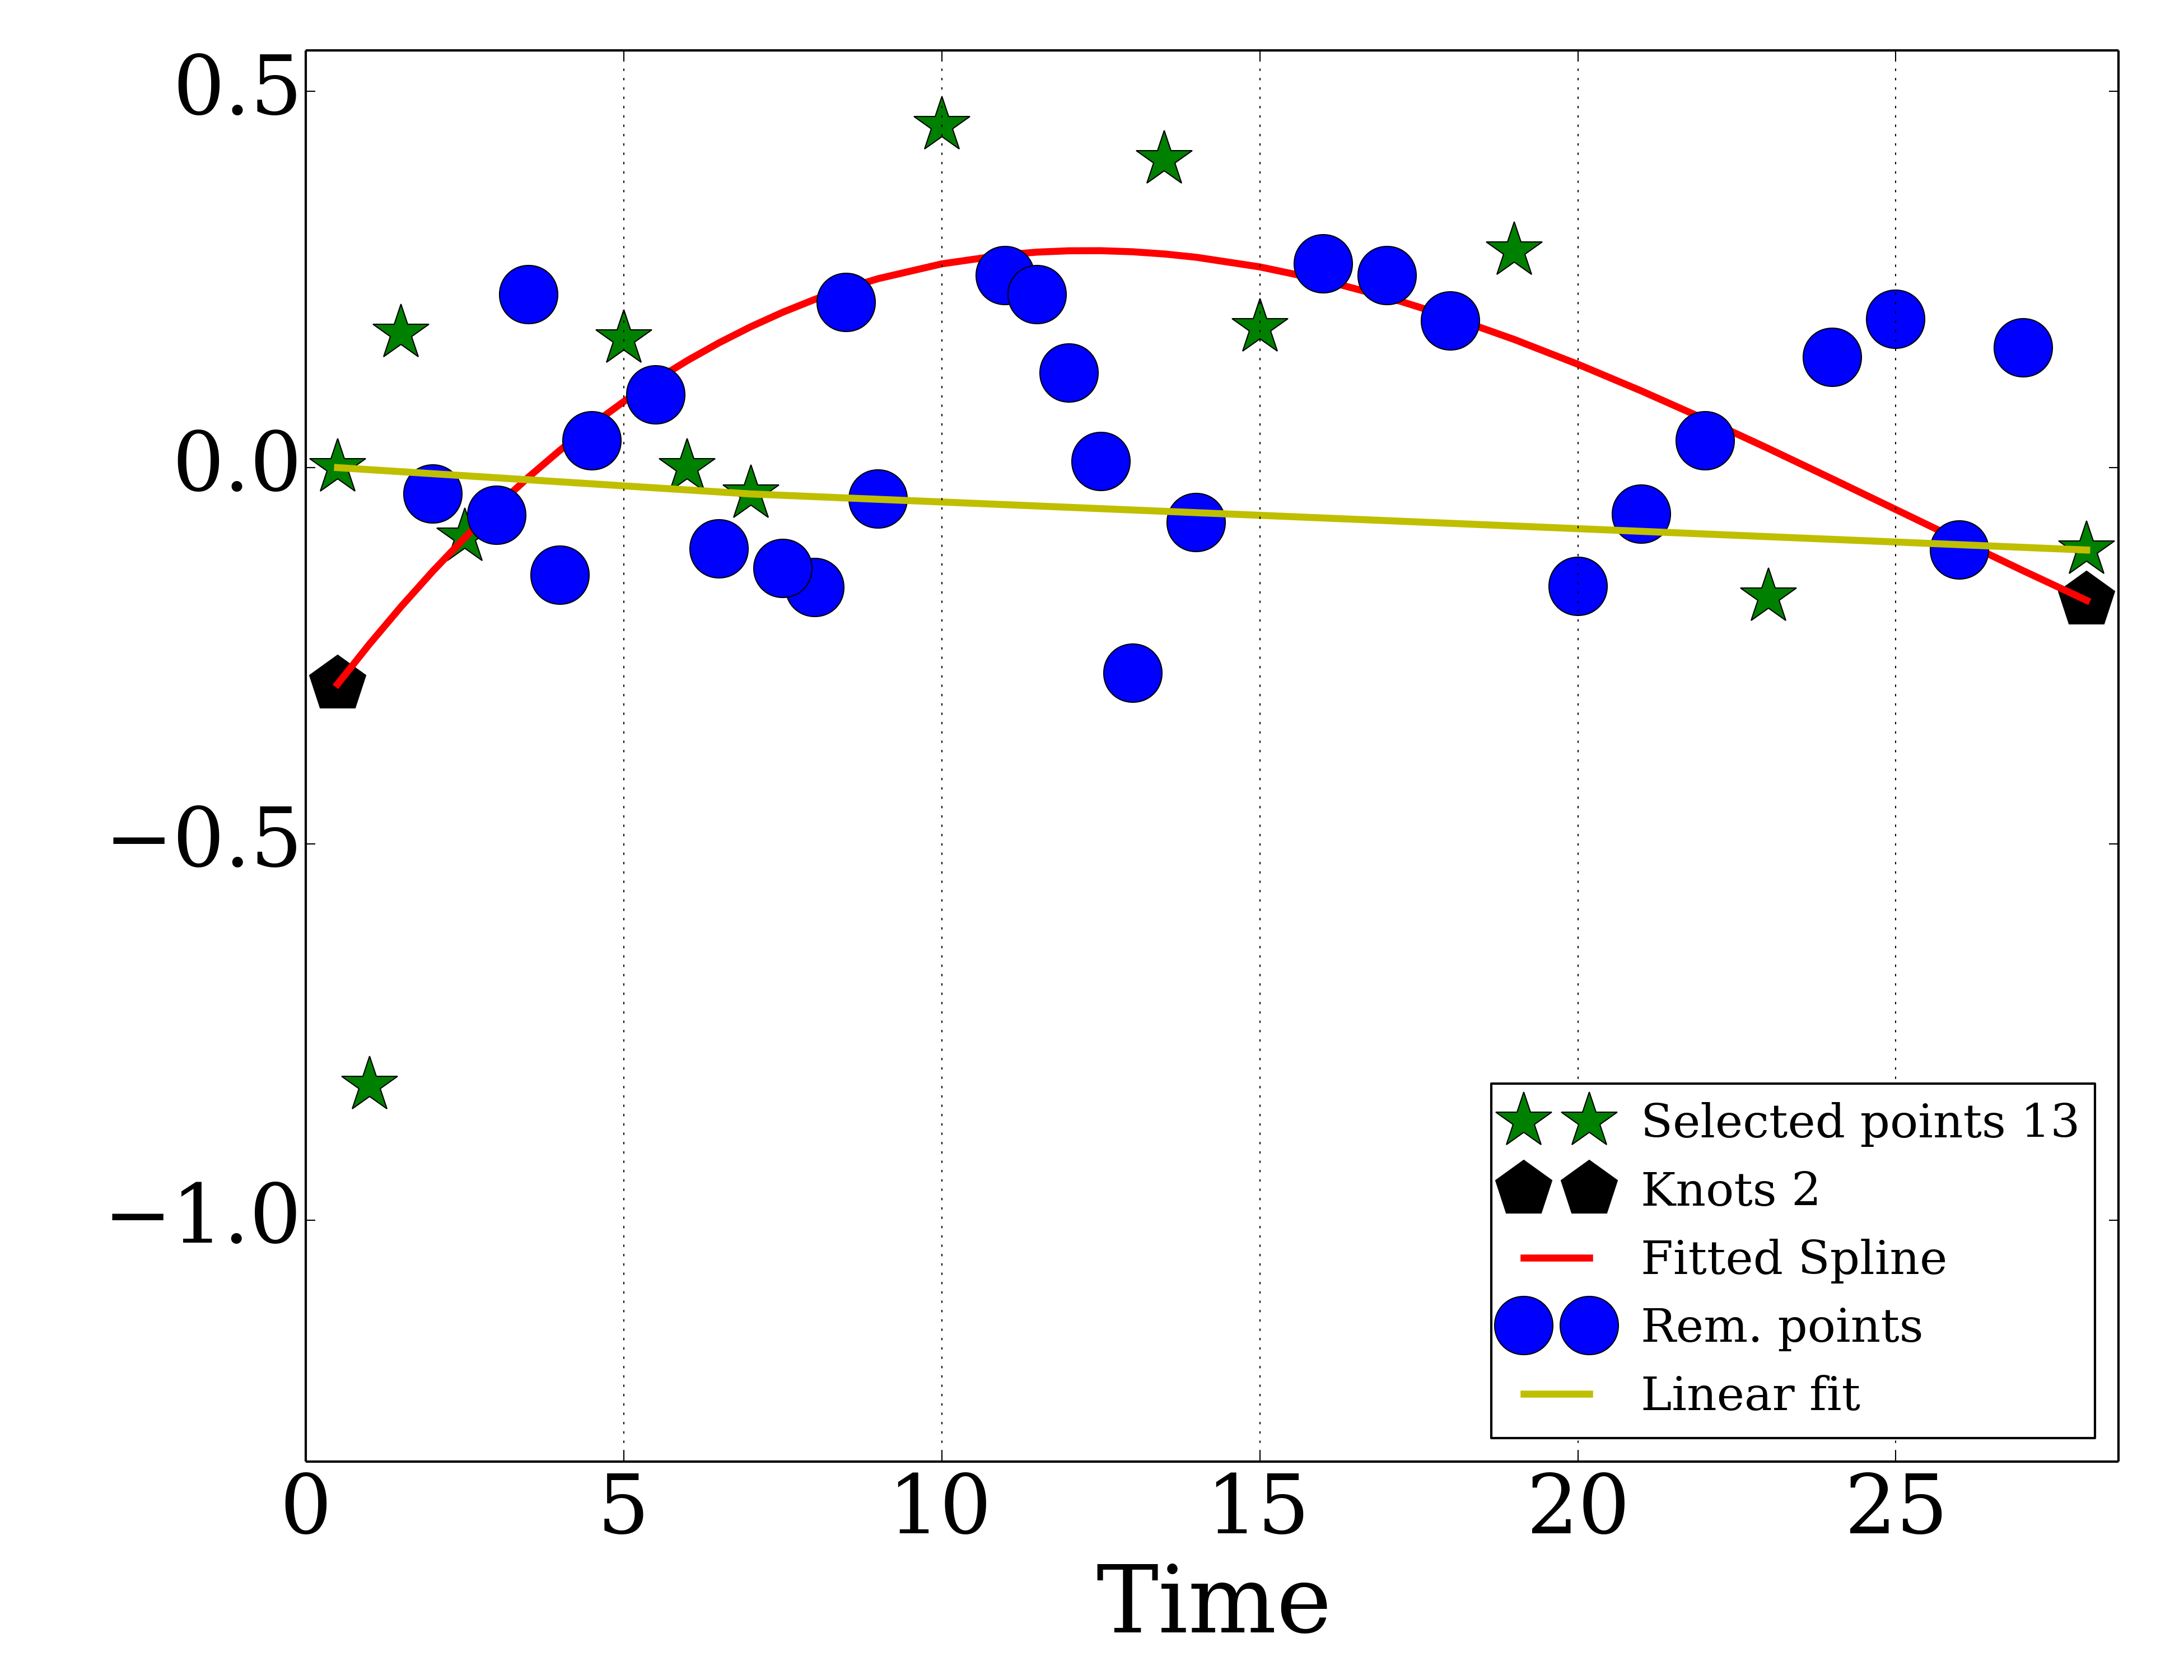 0.5
0.0
−0.5
−1.0
Selected points 13
Knots 2
Fitted Spline
Rem. points
Linear fit
0 5 10 15 20 25
Time